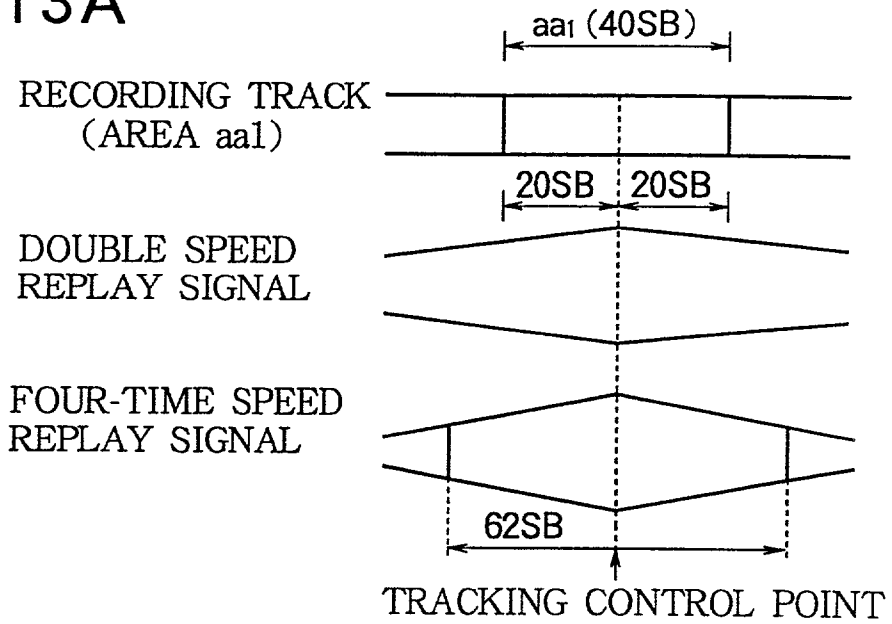 13A
aa1 (40SB)
RECORDING TRACK
(AREA aa1)
20SB 20SB
DOUBLE SPEED
REPLAY SIGNAL
FOUR-TIME SPEED
REPLAY SIGNAL
62SB
TRACKING CONTROL POINT